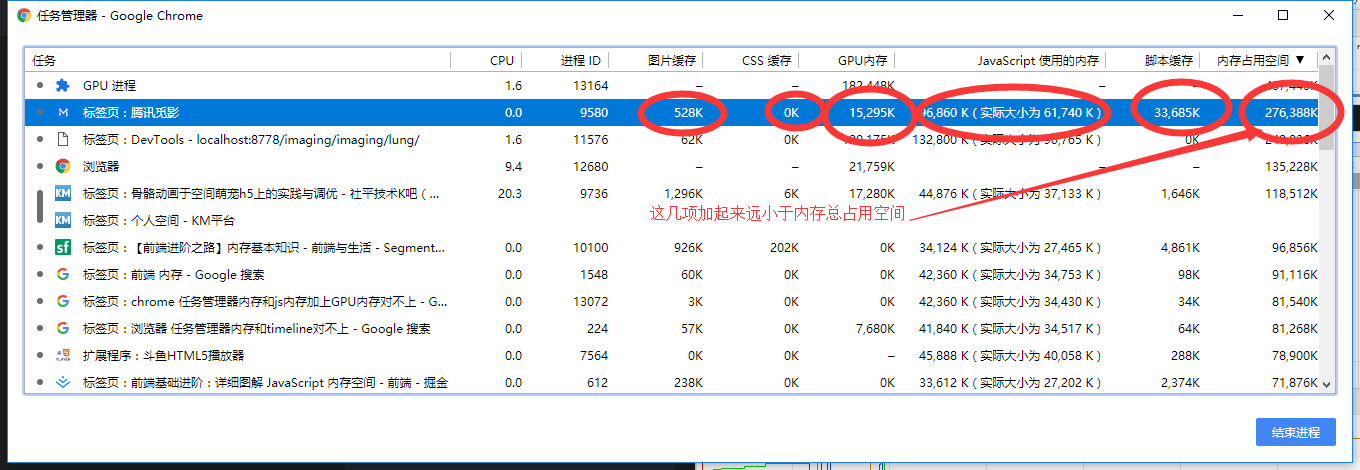 任务管理器 - Google Chrome
任务 CPU 进程 ID 图片缓存 CSS 缓存 GPU内存 JavaScript 使用的内存 脚本缓存 内存占用空间 ▼
GPU 进程 1.6 13164 – – 182,448K – –
标签页：腾讯觅影 0.0 9580 528K 0K 15,295K 96,860 K ( 实际大小为 61,740 K ) 33,685K 276,388K
标签页：DevTools - localhost:8778/imaging/imaging/lung/ 1.6 11576 62K 132,800 K ( 实际大小为 90,765 K ) 0K
浏览器 9.4 12680 – – 21,759K – – 135,228K
标签页：骨骼动画于空间萌宠h5上的实践与调优 - 社平技术K吧 (... 20.3 9736 1,296K 6K 17,280K 44,876 K ( 实际大小为 37,133 K ) 1,646K 118,512K
这几项加起来远小于内存总占用空间
标签页：个人空间 - KM平台
标签页：【前端进阶之路】内存基本知识 - 前端与生活 - Segment... 0.0 10100 926K 202K 0K 34,124 K ( 实际大小为 27,465 K ) 4,861K 96,856K
标签页：前端 内存 - Google 搜索 0.0 1548 60K 0K 0K 42,360 K ( 实际大小为 34,753 K ) 98K 91,116K
标签页：chrome 任务管理器内存和js内存加上GPU内存对不上 - G... 0.0 13072 3K 0K 0K 42,360 K ( 实际大小为 34,430 K ) 34K 81,540K
标签页：浏览器 任务管理器内存和timeline对不上 - Google 搜索 0.0 224 57K 0K 7,680K 41,840 K ( 实际大小为 34,517 K ) 64K 81,268K
扩展程序：斗鱼HTML5播放器 0.0 7564 0K 0K – 45,888 K ( 实际大小为 40,058 K ) 288K 78,900K
标签页：前端基础进阶：详细图解 JavaScript 内存空间 - 前端 - 掘金 0.0 612 238K 0K 0K 33,612 K ( 实际大小为 27,202 K ) 2,374K 71,876K
结束进程